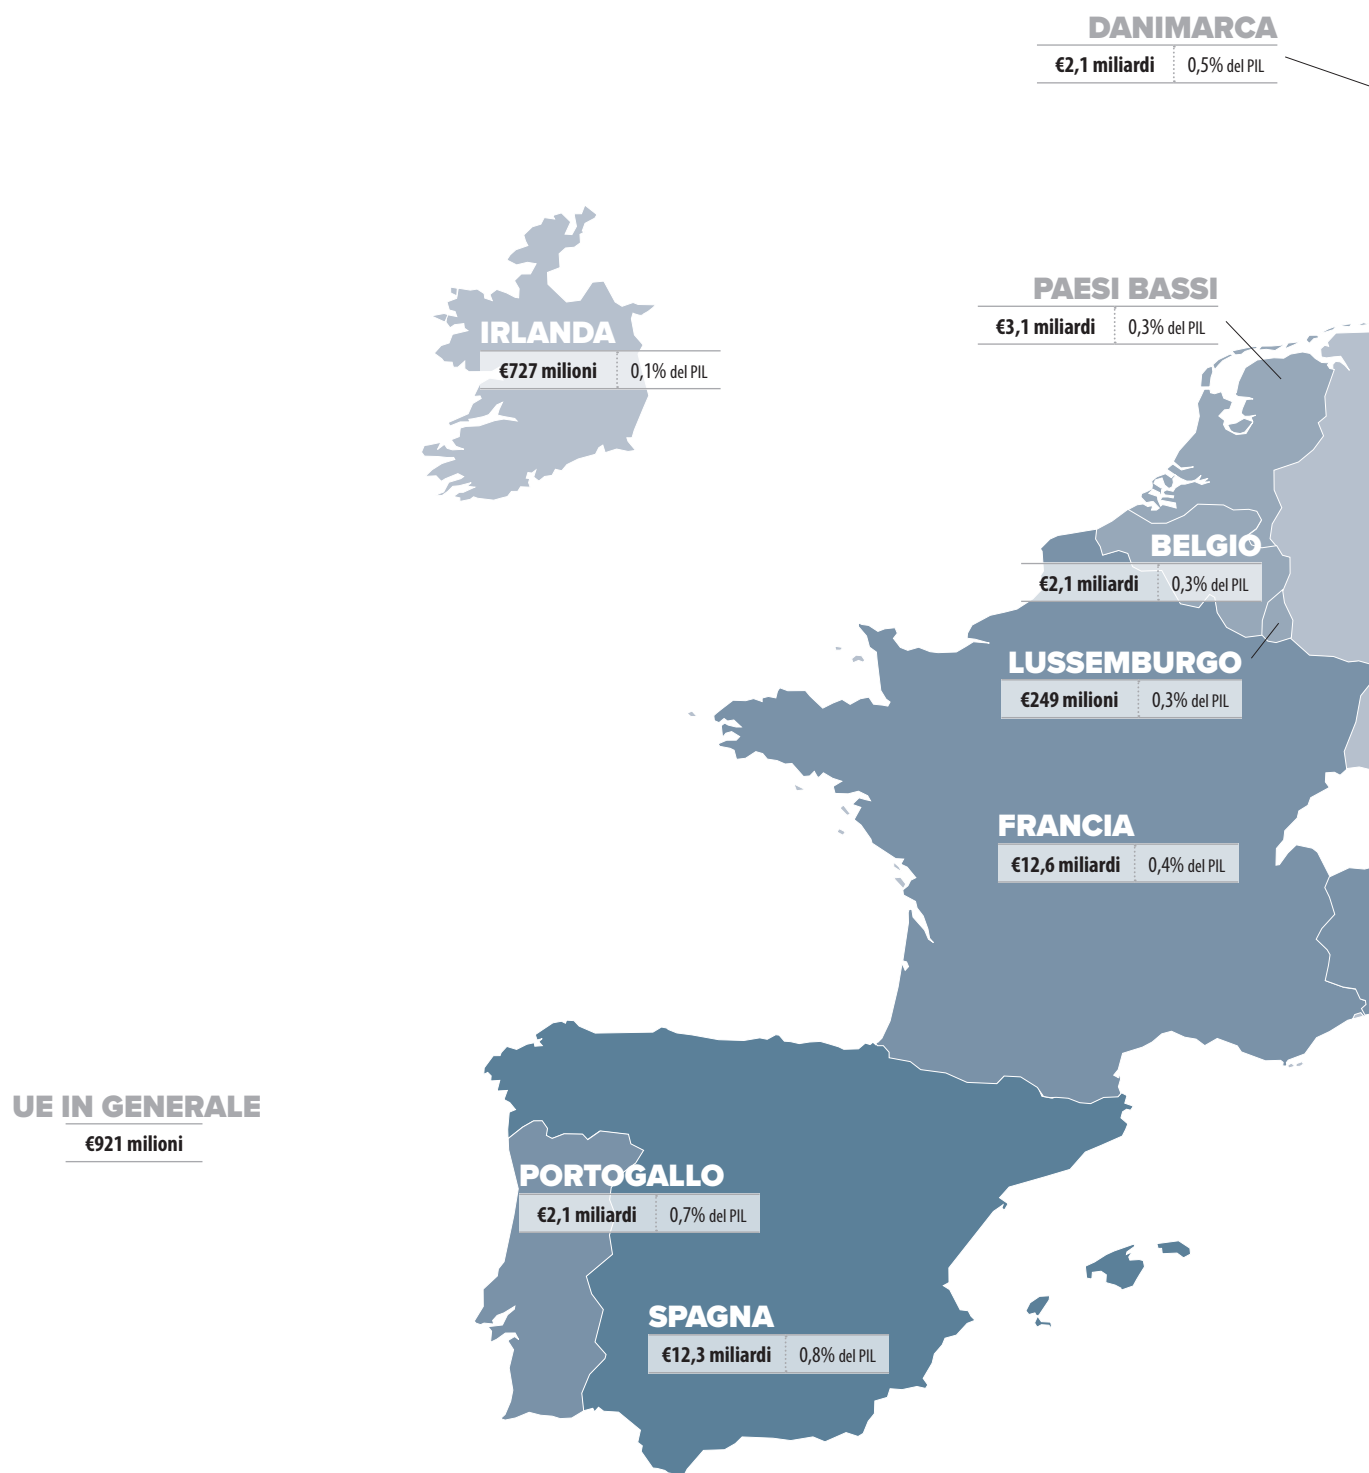 DANIMARCA
€2,1 miliardi 0,5% del PIL
PAESI BASSI
€3,1 miliardi 0,3% del PIL
IRLANDA
€727 milioni 0,1% del PIL
BELGIO
€2,1 miliardi 0,3% del PIL
LUSSEMBURGO
€249 milioni 0,3% del PIL
FRANCIA
€12,6 miliardi 0,4% del PIL
UE IN GENERALE
€921 milioni
PORTOGALLO
€2,1 miliardi 0,7% del PIL
SPAGNA
€12,3 miliardi 0,8% del PIL